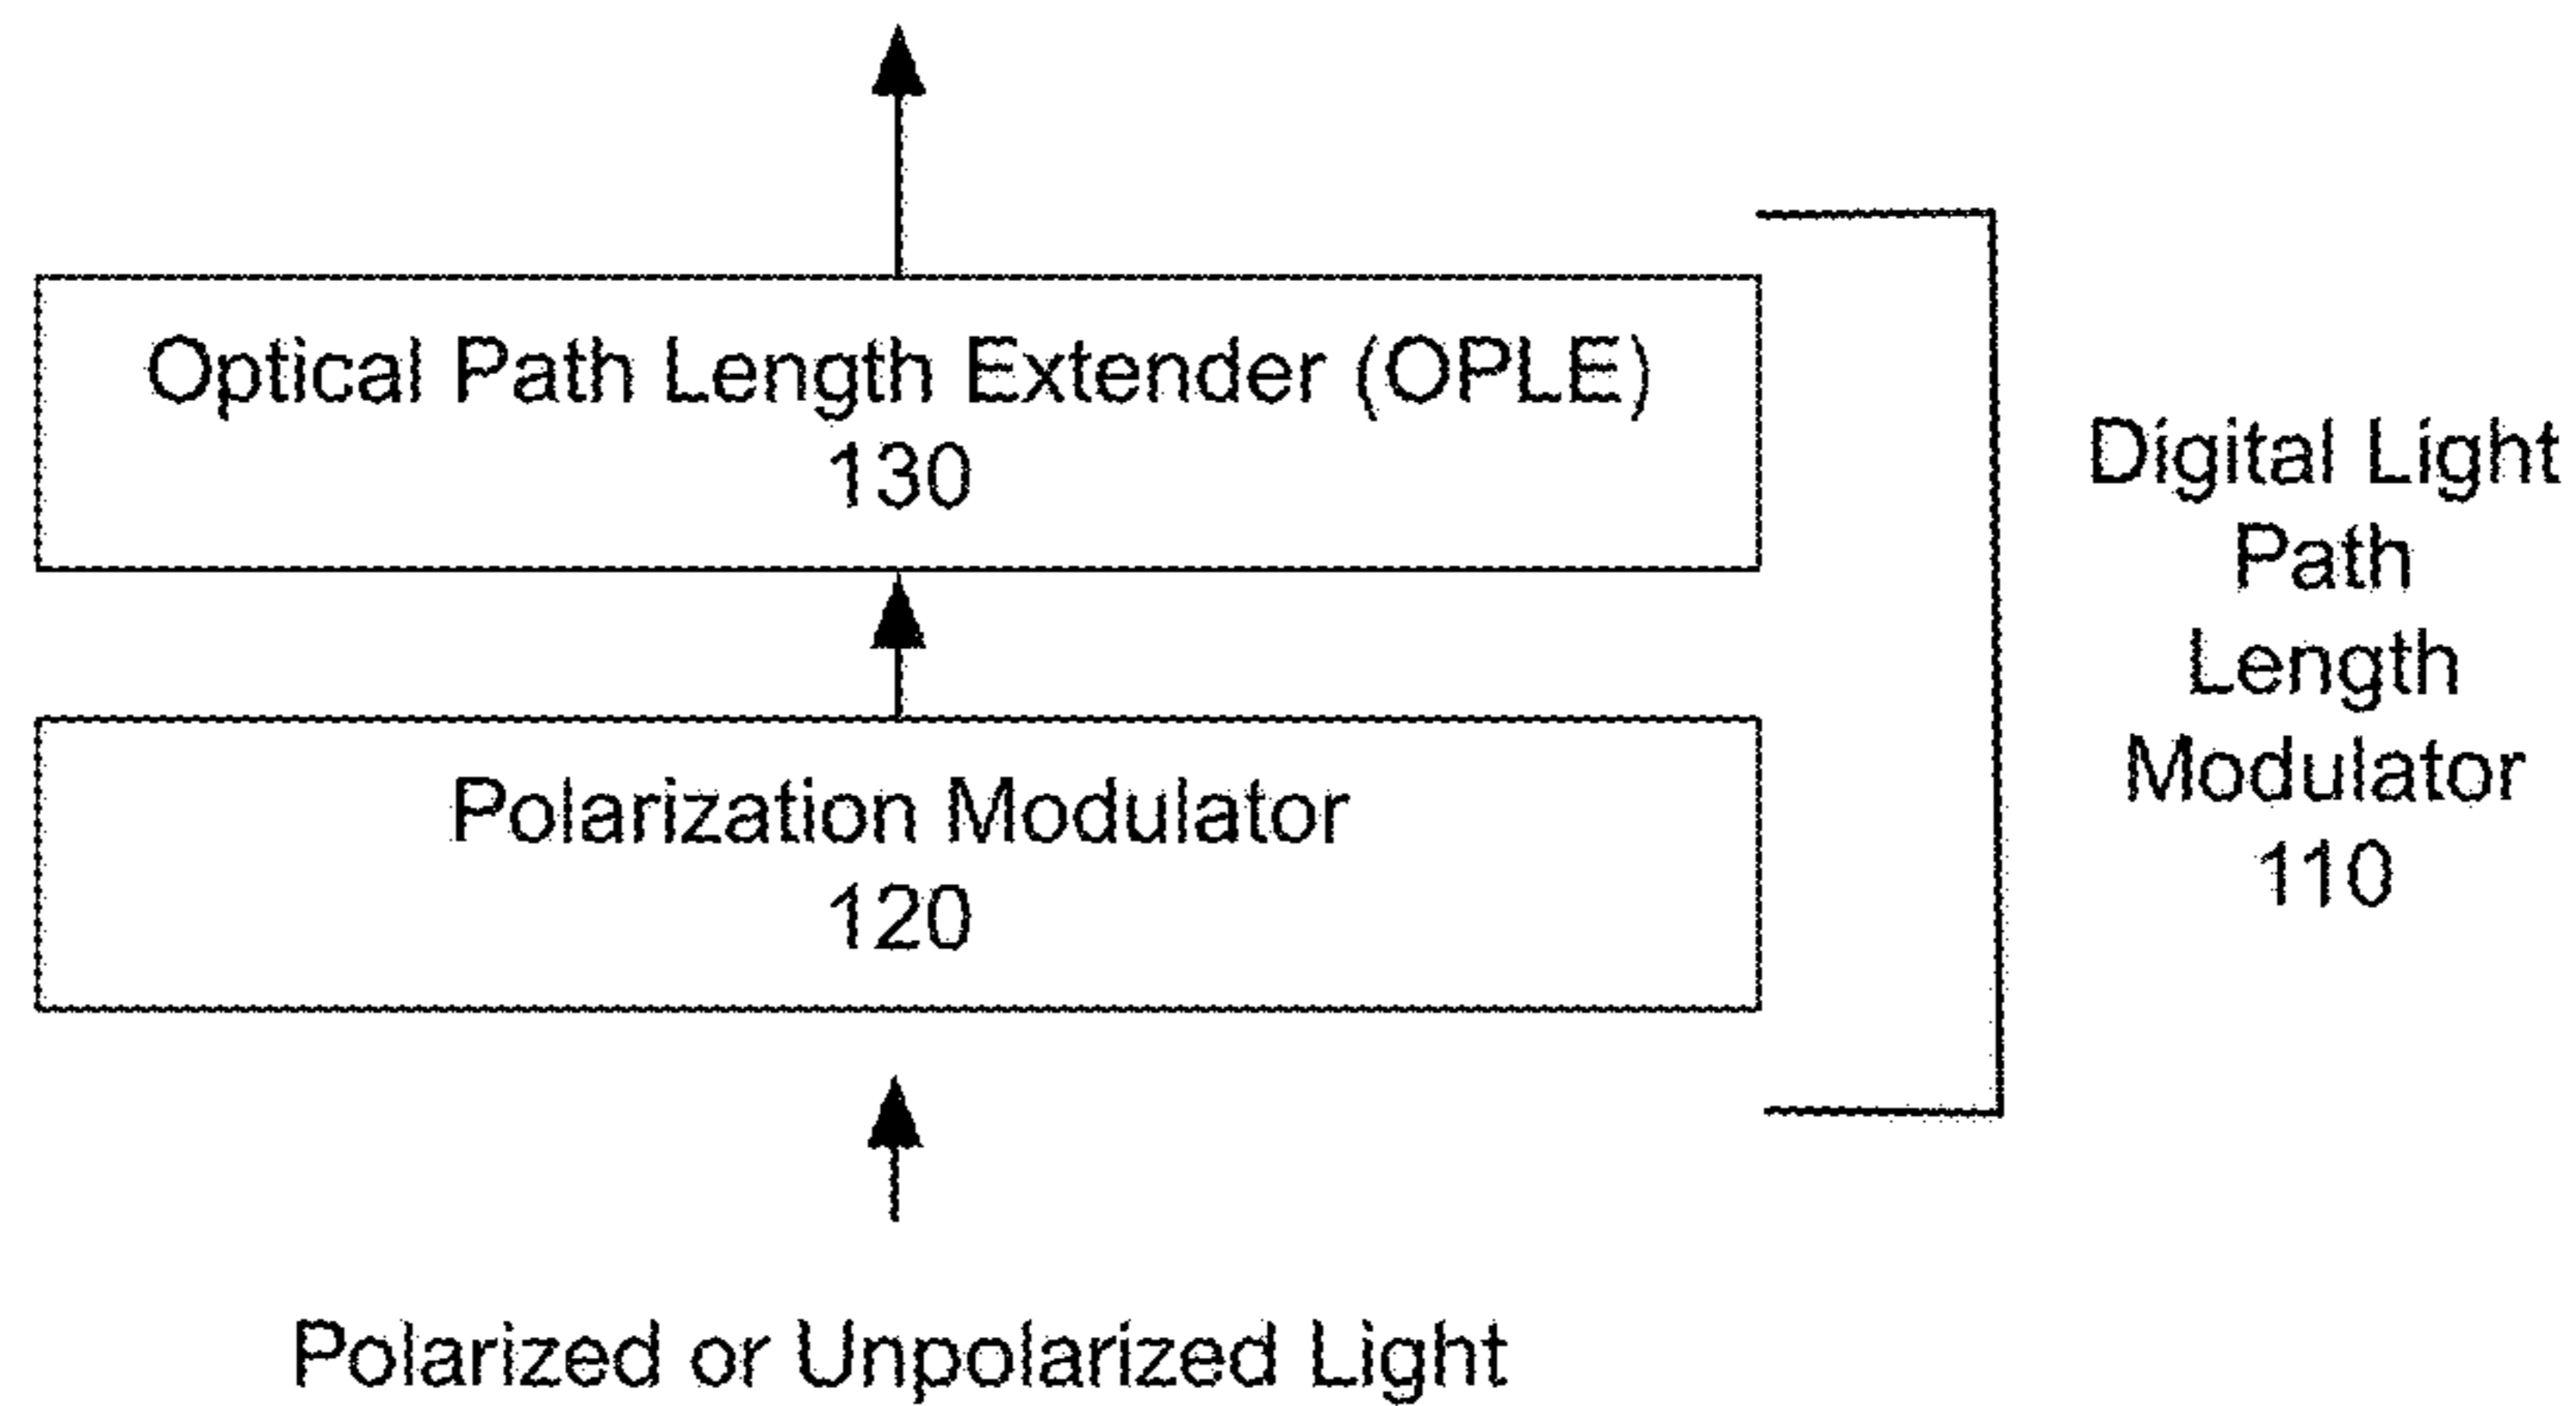 Optical Path Length Extender (OPLE)
130
Polarization Modulator
120
Polarized or Unpolarized Light
Digital Light
Path
Length
Modulator
110